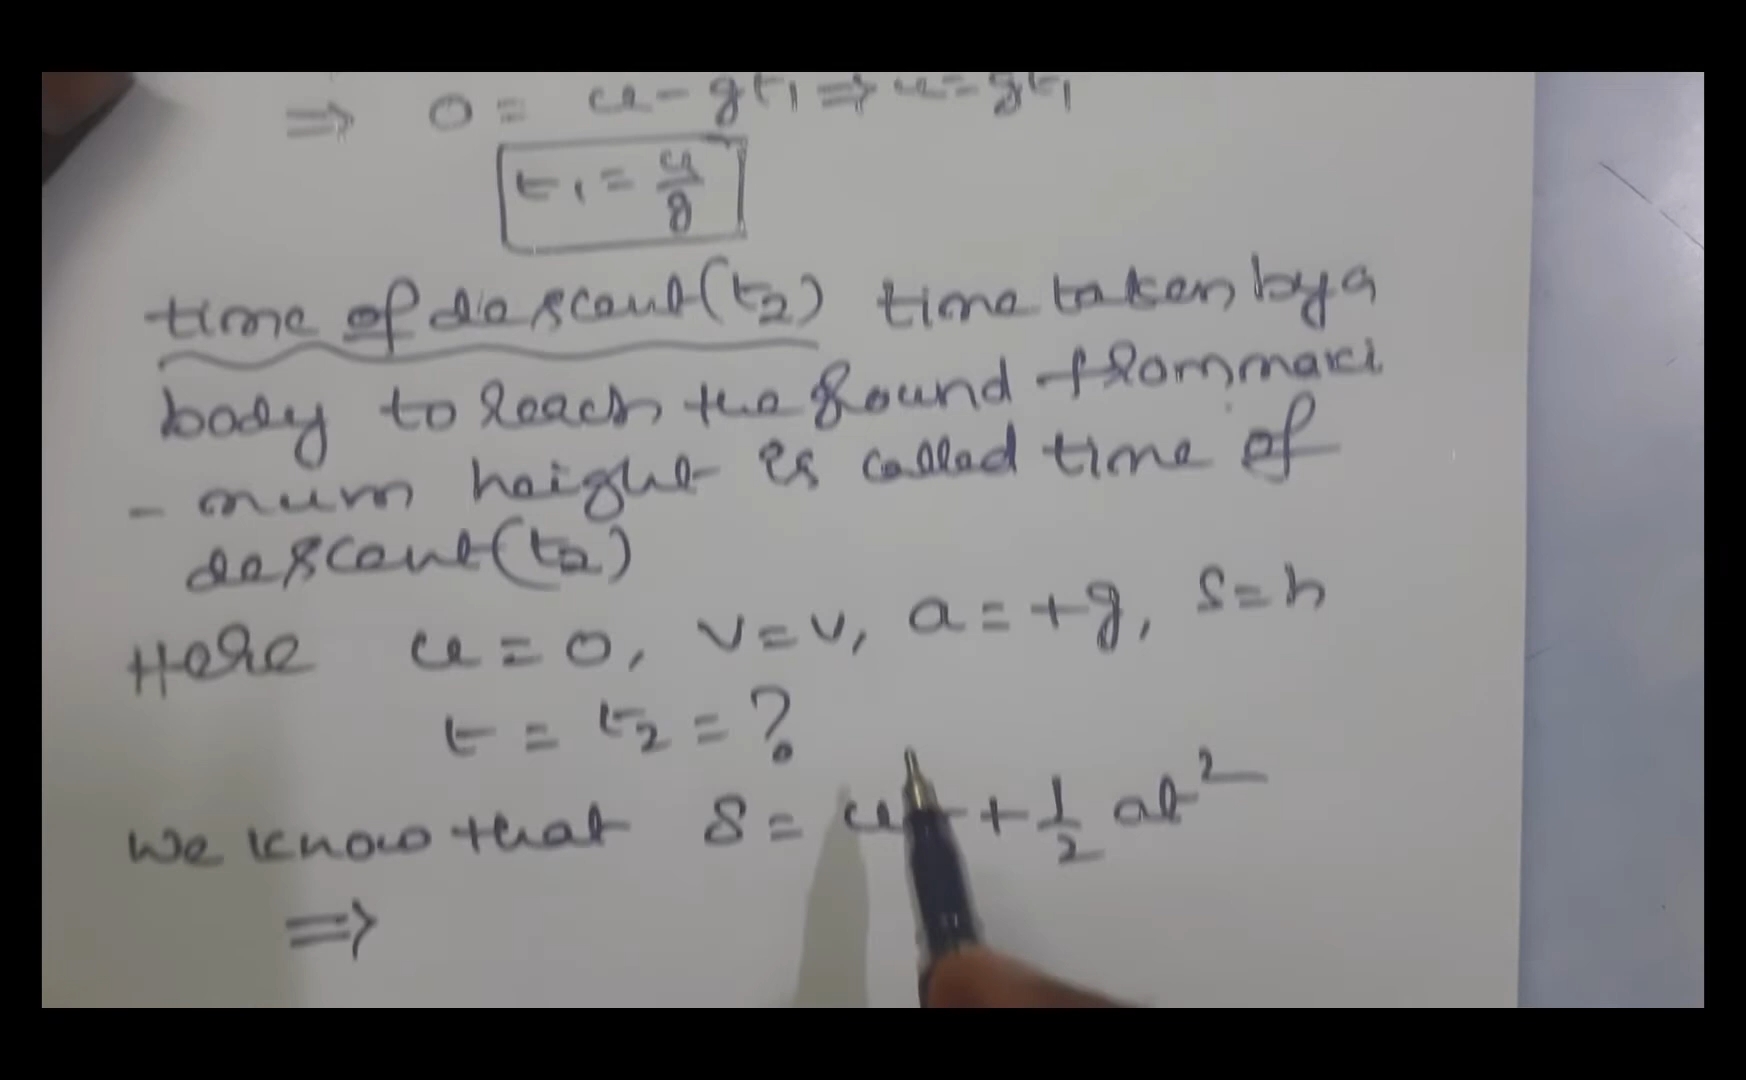 ⇒ 0 = u - gt₁ ⇒ u = gt₁
t₁ = u/g
time of descent (t₂) time taken by a
body to reach the ground from maxi
- mum height is called time of
descent (t₂)
Here u = 0, v = v, a = +g, S = h
t = t₂ = ?
We know that S = u + 1/2 at²
⇒